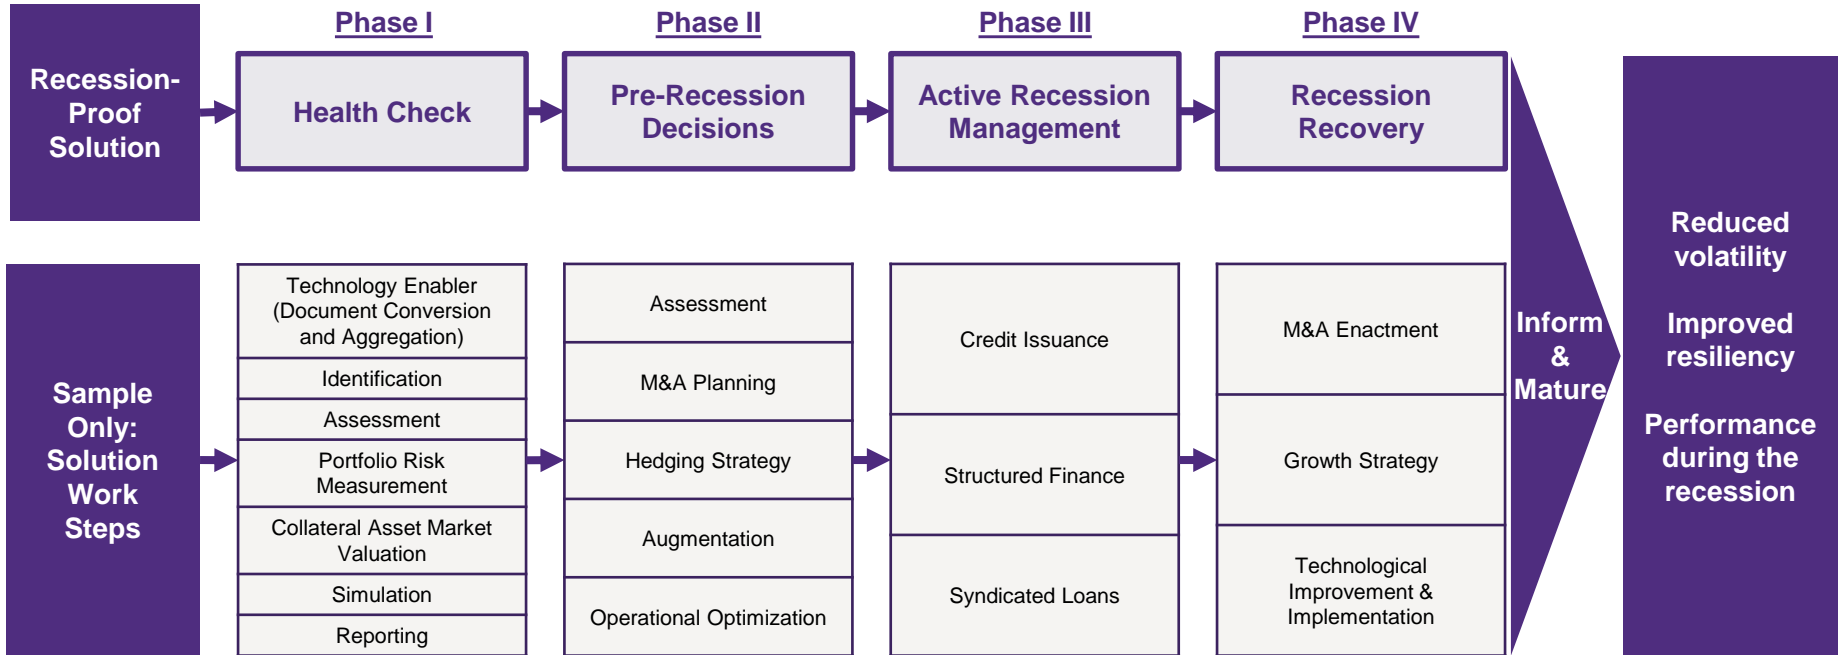 Phase I
Phase II
Phase III
Phase IV
Recession-
Proof
Solution
Health Check
Pre-Recession
Decisions
Active Recession
Management
Recession
Recovery
Sample
Only:
Solution
Work
Steps
Technology Enabler
(Document Conversion
and Aggregation)
Identification
Assessment
Portfolio Risk
Measurement
Collateral Asset Market
Valuation
Simulation
Reporting
Assessment
M&A Planning
Hedging Strategy
Augmentation
Operational Optimization
Credit Issuance
Structured Finance
Syndicated Loans
M&A Enactment
Growth Strategy
Technological
Improvement &
Implementation
Inform
&
Mature
Reduced
volatility
Improved
resiliency
Performance
during the
recession